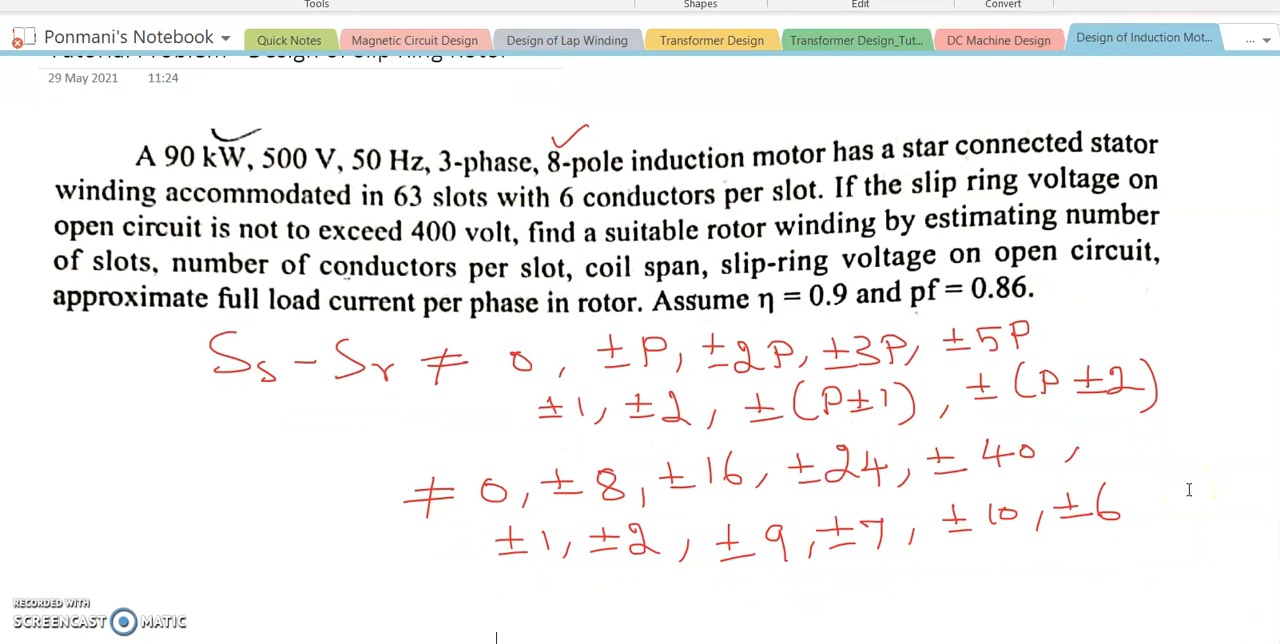 Tools Shapes Edit Convert
Ponmani's Notebook Quick Notes Magnetic Circuit Design Design of Lap Winding Transformer Design Transformer Design_Tut... DC Machine Design Design of Induction Mot... ...
29 May 2021 11:24
A 90 kW, 500 V, 50 Hz, 3-phase, 8-pole induction motor has a star connected stator
winding accommodated in 63 slots with 6 conductors per slot. If the slip ring voltage on
open circuit is not to exceed 400 volt, find a suitable rotor winding by estimating number
of slots, number of conductors per slot, coil span, slip-ring voltage on open circuit,
approximate full load current per phase in rotor. Assume η = 0.9 and pf = 0.86.
Ss - Sr ≠ 0, ±P, ±2P, ±3P, ±5P
±1, ±2, ±(P±1), ±(P±2)
≠ 0, ±8, ±16, ±24, ±40,
±1, ±2, ±9, ±7, ±10, ±6
RECORDED WITH
SCREENCAST MATIC